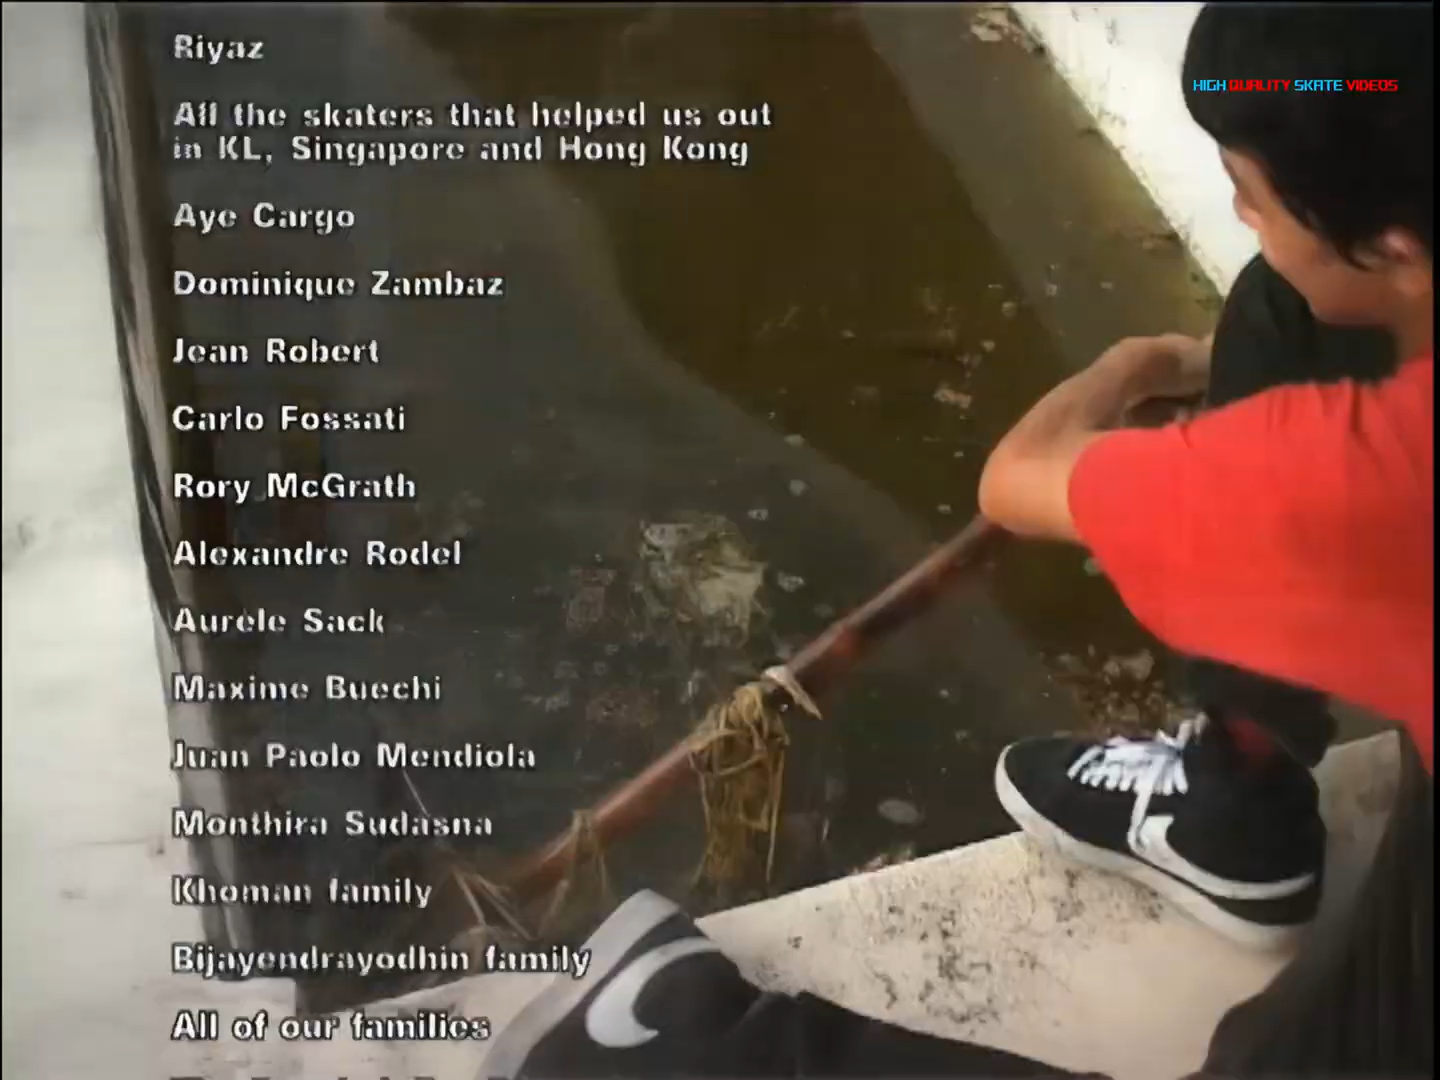 Riyaz
HIGH QUALITY SKATE VIDEOS
All the skaters that helped us out
in KL, Singapore and Hong Kong
Aye Cargo
Dominique Zambaz
Jean Robert
Carlo Fossati
Rory McGrath
Alexandre Rodel
Aurèle Sack
Maxime Buechi
Juan Paolo Mendiola
Monthira Sudasna
Khoman family
Bijayendrayodhin family
All of our families